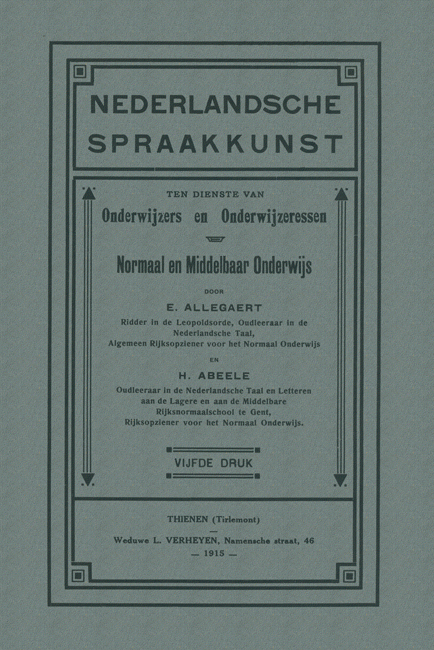 NEDERLANDSCHE
SPRAAKKUNST
TEN DIENSTE VAN
Onderwijzers en Onderwijzeressen
Normaal en Middelbaar Onderwijs
DOOR
E. ALLEGAERT
Ridder in de Leopoldsorde, Oudleeraar in de
Nederlandsche Taal,
Algemeen Rijksopziener voor het Normaal Onderwijs
EN
H. ABEELE
Oudleeraar in de Nederlandsche Taal en Letteren
aan de Lagere en aan de Middelbare
Rijksnormaalschool te Gent,
Rijksopziener voor het Normaal Onderwijs.
VIJFDE DRUK
THIENEN (Tirlemont)
—
Weduwe L. VERHEYEN, Namensche straat, 46
— 1915 —